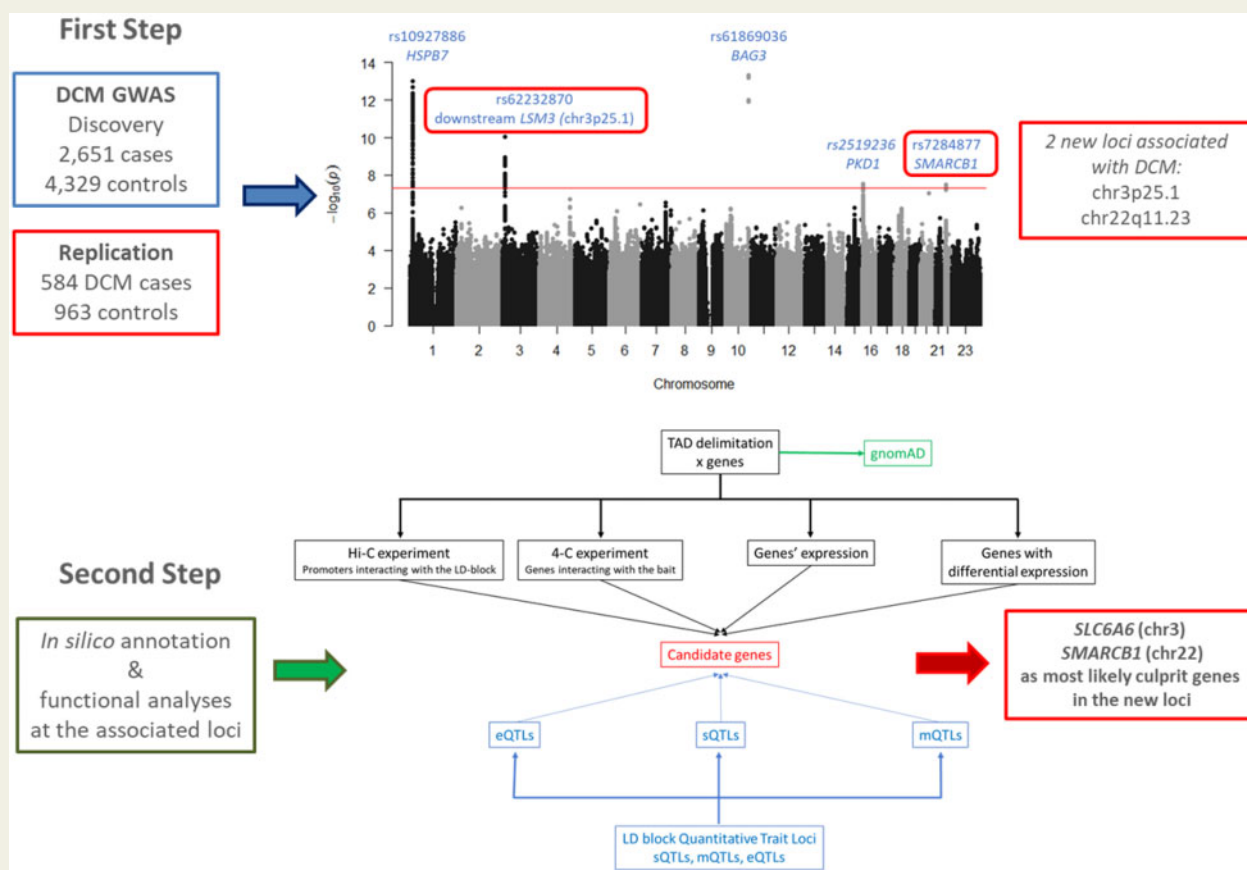 First Step
DCM GWAS
Discovery
2,651 cases
4,329 controls
Replication
584 DCM cases
963 controls
rs10927886
HSPB7
rs62232870
downstream LSM3 (chr3p25.1)
rs61869036
BAG3
rs2519236
PKD1
rs7284877
SMARCB1
14
12
10
8
6
4
2
0
−log10(p)
1 2 3 4 5 6 7 8 9 10 12 14 16 18 21 23
Chromosome
2 new loci associated
with DCM:
chr3p25.1
chr22q11.23
Second Step
In silico annotation
&
functional analyses
at the associated loci
TAD delimitation
x genes
gnomAD
Hi-C experiment
Promoters interacting with the LD-block
4-C experiment
Genes interacting with the bait
Genes' expression
Genes with
differential expression
Candidate genes
eQTLs
sQTLs
mQTLs
LD block Quantitative Trait Loci
sQTLs, mQTLs, eQTLs
SLC6A6 (chr3)
SMARCB1 (chr22)
as most likely culprit genes
in the new loci